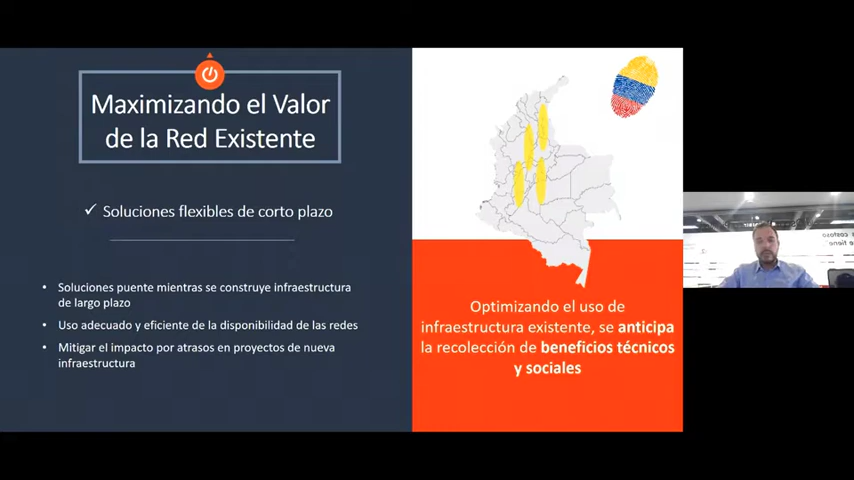 Maximizando el Valor
de la Red Existente
✓ Soluciones flexibles de corto plazo
• Soluciones puente mientras se construye infraestructura
de largo plazo
• Uso adecuado y eficiente de la disponibilidad de las redes
• Mitigar el impacto por atrasos en proyectos de nueva
infraestructura
Optimizando el uso de
infraestructura existente, se anticipa
la recolección de beneficios técnicos
y sociales
costoso